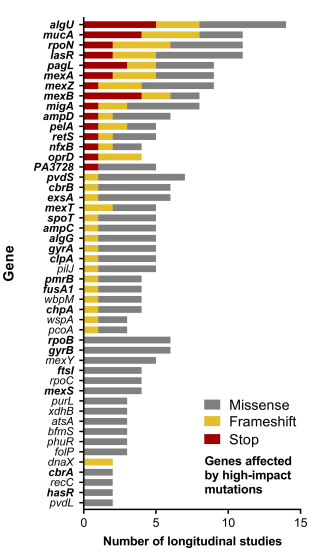 algU
mucA
rpoN
lasR
pagL
mexA
mexZ
mexB
migA
ampD
pelA
retS
nfxB
oprD
PA3728
pvdS
cbrB
exsA
mexT
spoT
ampC
algG
gyrA
clpA
pilJ
pmrB
fusA1
wbpM
chpA
wspA
pcoA
rpoB
gyrB
mexY
ftsI
rpoC
mexS
purL
xdhB
atsA
bfmS
phuR
folP
dnaX
cbrA
recC
hasR
pvdL
Gene
Missense
Frameshift
Stop
Genes affected
by high-impact
mutations
0 5 10 15
Number of longitudinal studies